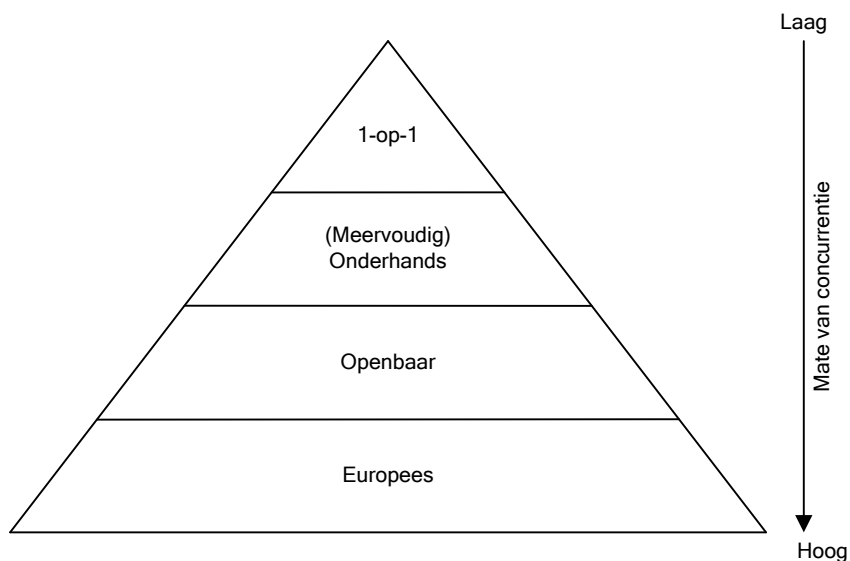 Laag
1-op-1
(Meervoudig)
Onderhands
Mate van concurrentie
Openbaar
Europees
Hoog